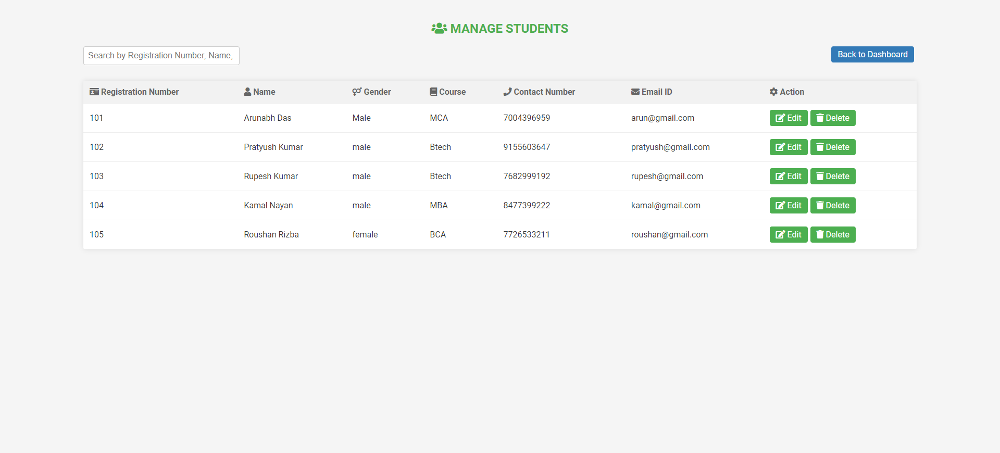 MANAGE STUDENTS
Search by Registration Number, Name,
Back to Dashboard
Registration Number Name Gender Course Contact Number Email ID Action
101 Arunabh Das Male MCA 7004396959 arun@gmail.com Edit Delete
102 Pratyush Kumar male Btech 9155603647 pratyush@gmail.com Edit Delete
103 Rupesh Kumar male Btech 7682999192 rupesh@gmail.com Edit Delete
104 Kamal Nayan male MBA 8477399222 kamal@gmail.com Edit Delete
105 Roushan Rizba female BCA 7726533211 roushan@gmail.com Edit Delete